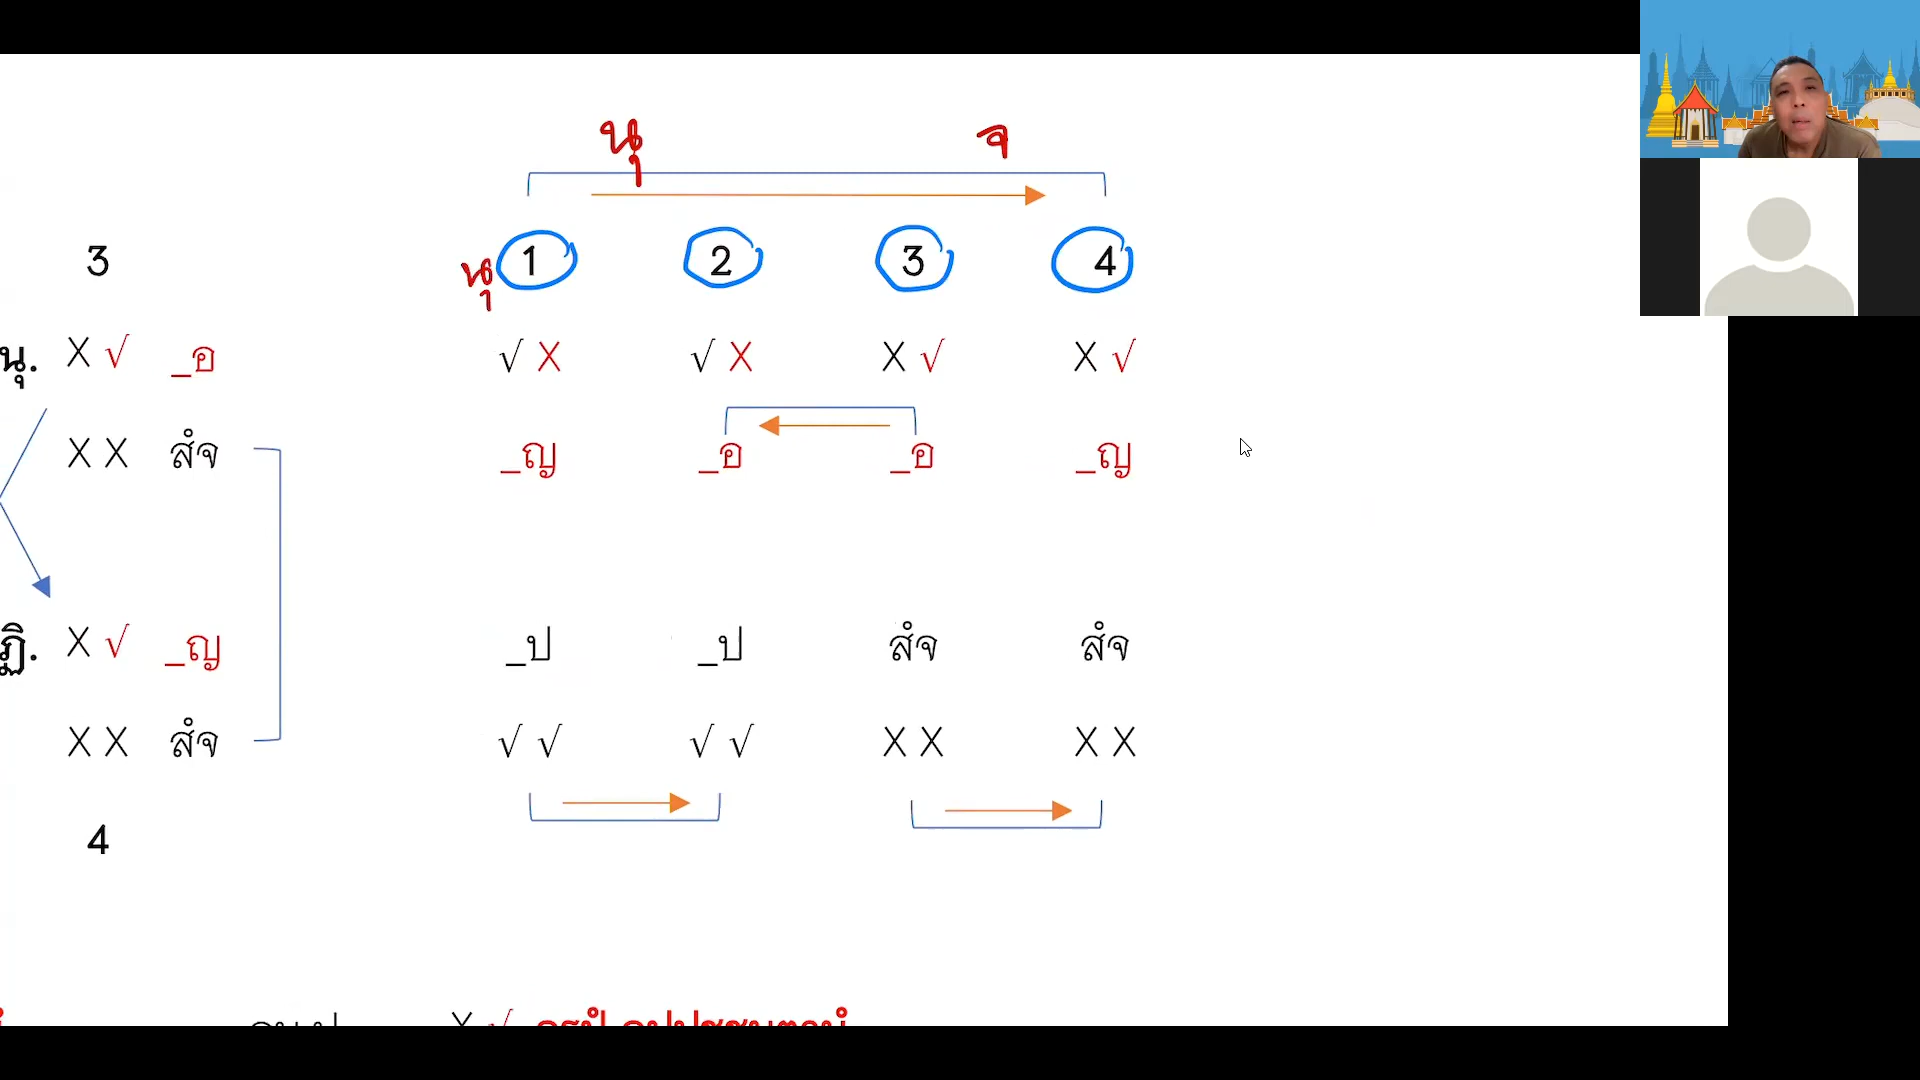 นุ จ
3 นุ 1 2 3 4
นุ. X √ _อ √ X √ X X √ X √
X X สํจ _ญ _อ _อ _ญ
ฏิ. X √ _ญ _ป _ป สํจ สํจ
X X สํจ √ √ √ √ X X X X
4
X √